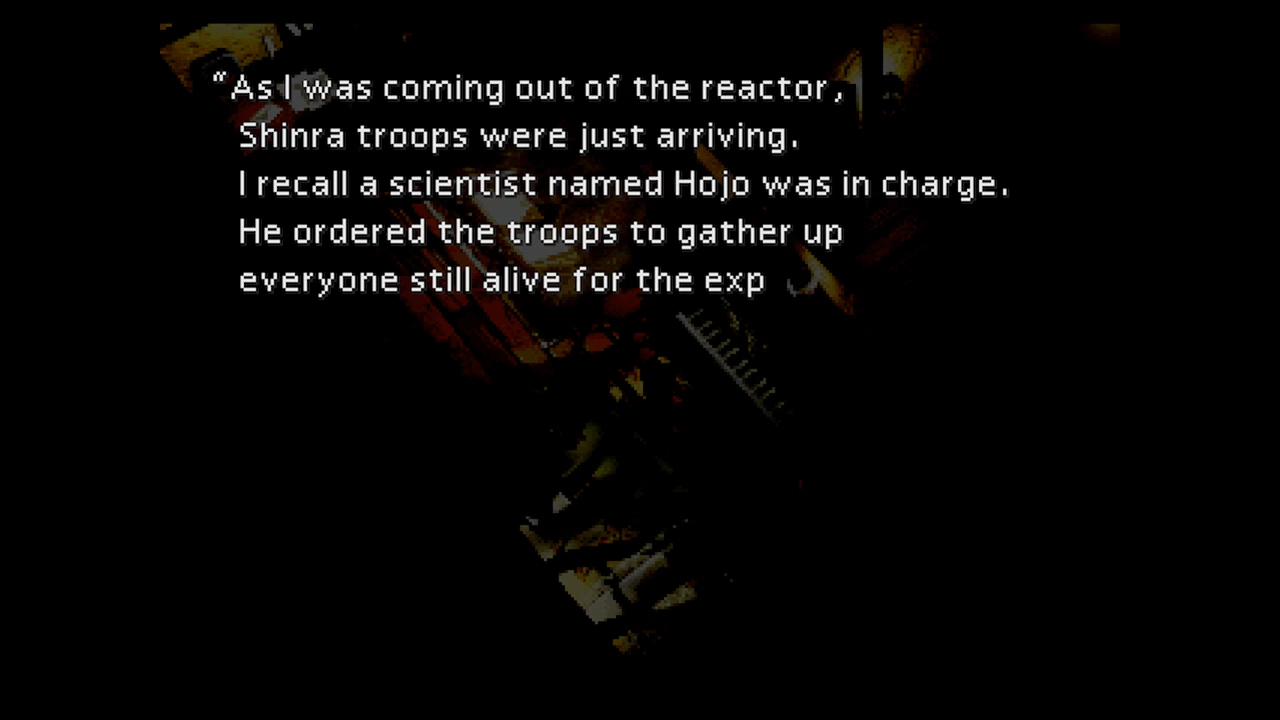 “As I was coming out of the reactor,
Shinra troops were just arriving.
I recall a scientist named Hojo was in charge.
He ordered the troops to gather up
everyone still alive for the exp